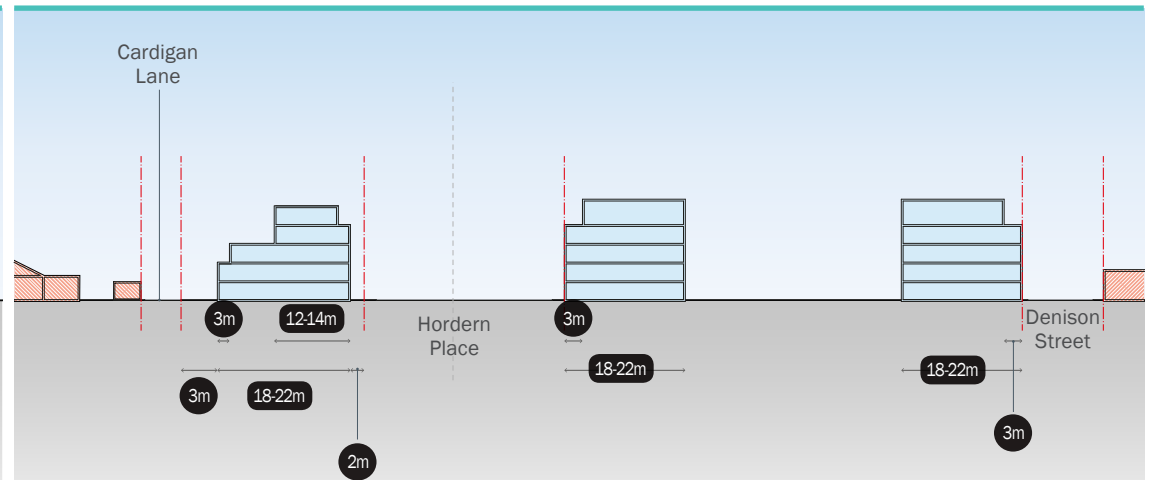 Cardigan
Lane
3m
12-14m
Hordern
Place
3m
Denison
Street
3m
18-22m
18-22m
18-22m
2m
3m